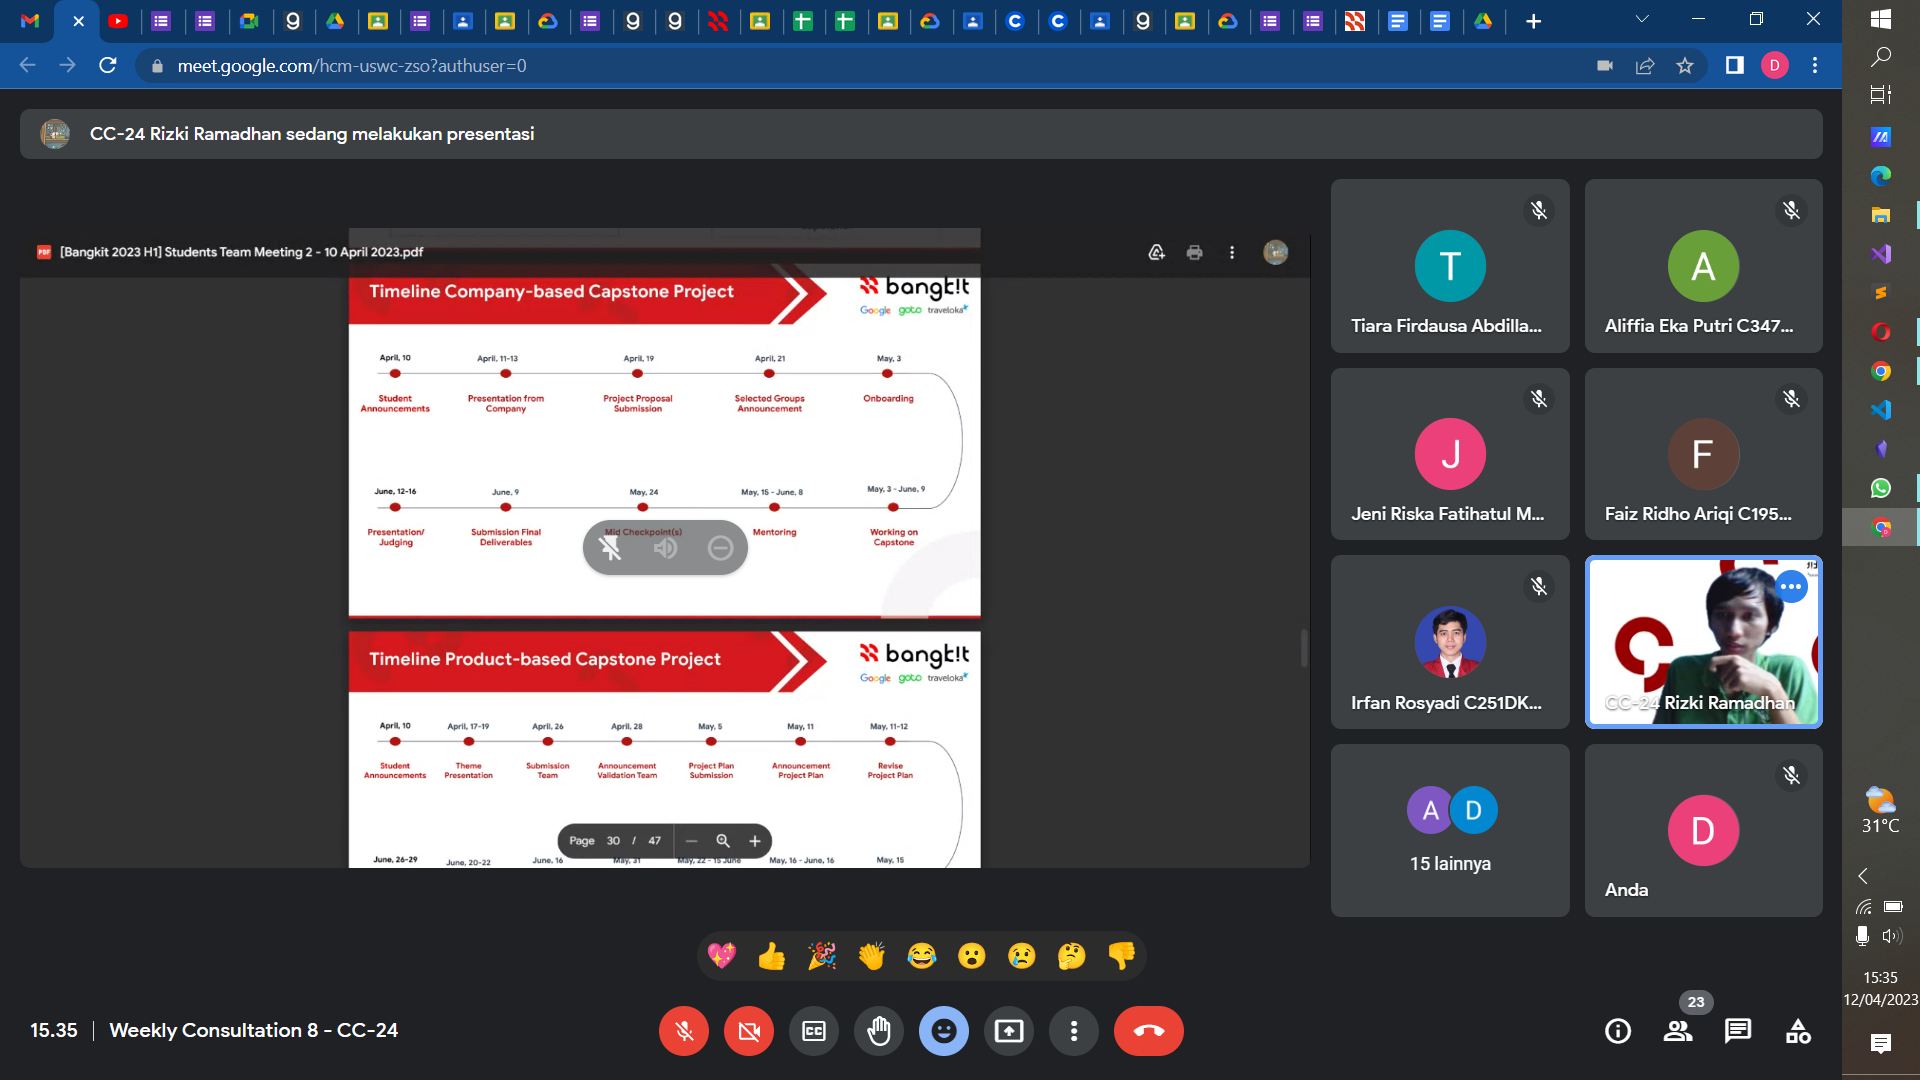 meet.google.com/hcm-uswc-zso?authuser=0
D
CC-24 Rizki Ramadhan sedang melakukan presentasi
PDF
[Bangkit 2023 H1] Students Team Meeting 2 - 10 April 2023.pdf
Timeline Company-based Capstone Project
bangk!t
Google goto traveloka
April, 10
April, 11-13
April, 19
April, 21
May, 3
Student Announcements
Presentation from Company
Project Proposal Submission
Selected Groups Announcement
Onboarding
June, 12-16
June, 9
May, 24
May, 15 - June, 8
May, 3 - June, 9
Presentation/ Judging
Submission Final Deliverables
Mid Checkpoint(s)
Mentoring
Working on Capstone
Timeline Product-based Capstone Project
bangk!t
Google goto traveloka
April, 10
April, 17-19
April, 26
April, 28
May, 5
May, 11
May, 11-12
Student Announcements
Theme Presentation
Submission Team
Announcement Validation Team
Project Plan Submission
Announcement Project Plan
Revise Project Plan
Page 30 / 47
June, 26-29
June, 20-22
June, 16
May, 31
May, 22 - 15 June
May, 16 - June, 16
May, 15
T
Tiara Firdausa Abdilla...
A
Aliffia Eka Putri C347...
J
Jeni Riska Fatihatul M...
F
Faiz Ridho Ariqi C195...
Irfan Rosyadi C251DK...
CC-24 Rizki Ramadhan
A D
15 lainnya
D
Anda
15.35
Weekly Consultation 8 - CC-24
23
31°C
15:35
12/04/2023